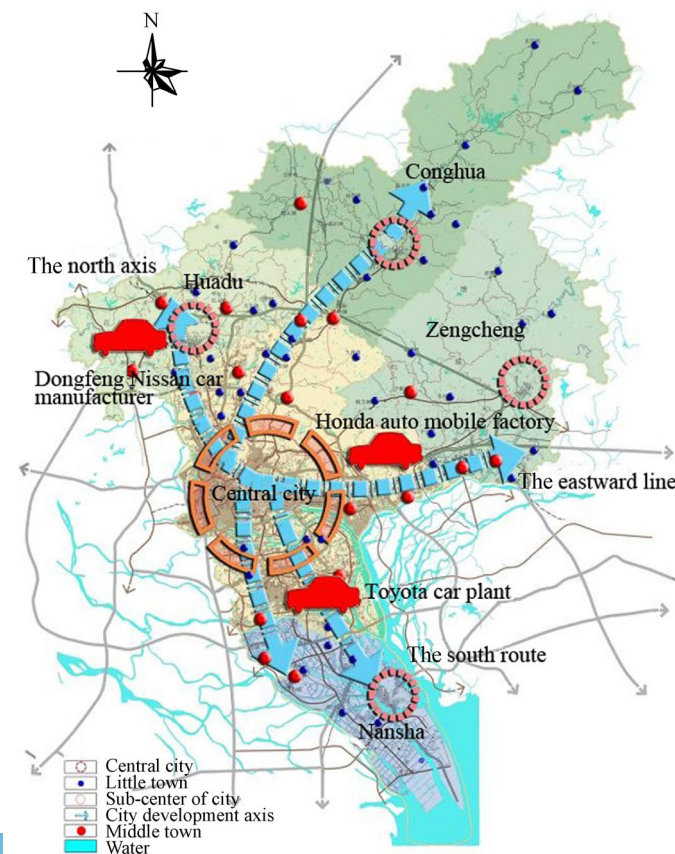 N
Conghua
The north axis
Huadu
Zengcheng
Dongfeng Nissan car
manufacturer
Honda auto mobile factory
Central city
The eastward line
Toyota car plant
The south route
Nansha
Central city
Little town
Sub-center of city
City development axis
Middle town
Water